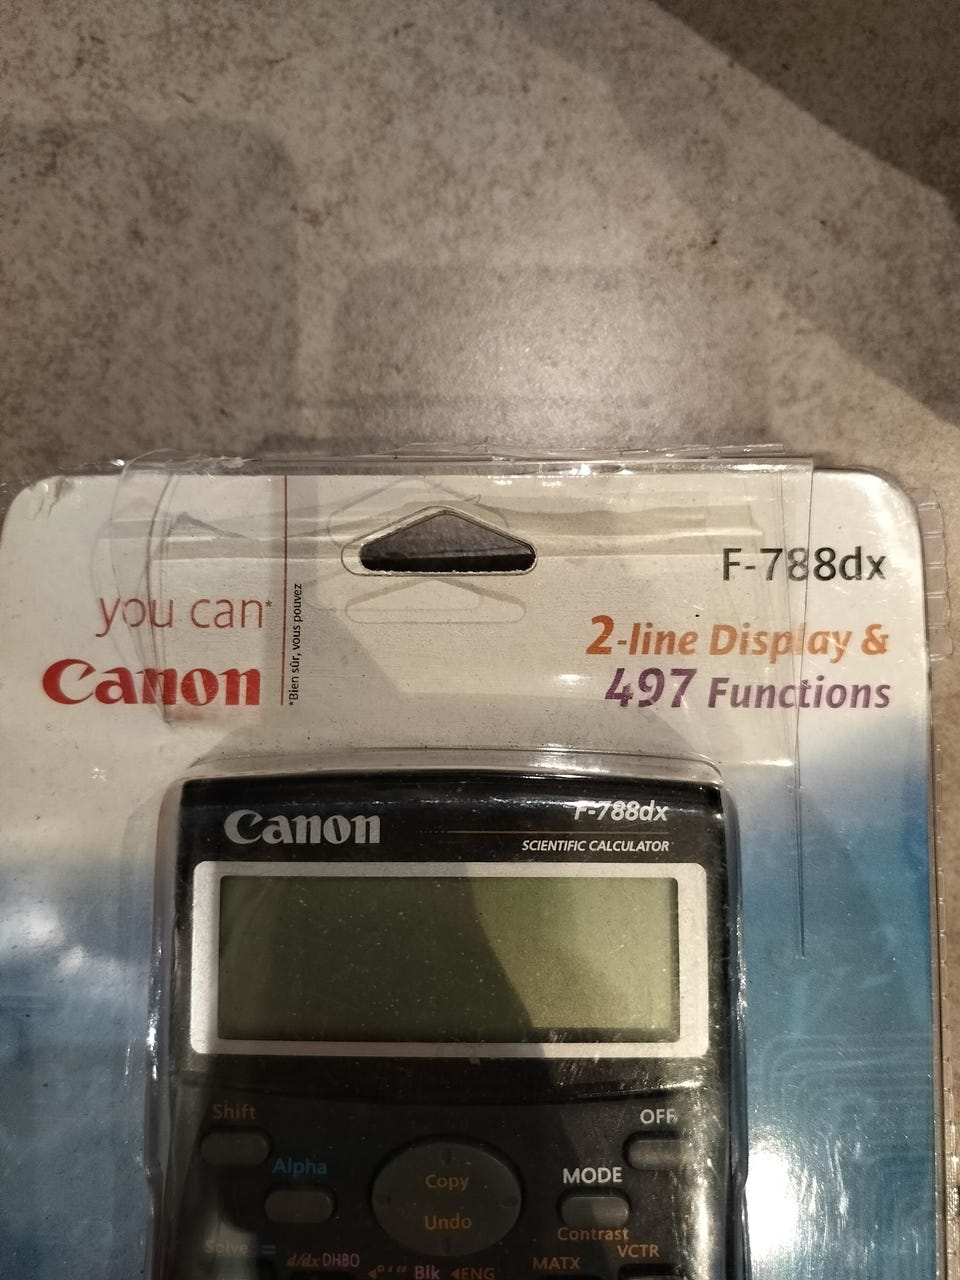 F-788dx
you can*
*Bien sûr, vous pouvez
Canon
2-line Display &
497 Functions
Canon
F-788dx
SCIENTIFIC CALCULATOR
Shift
OFF
Alpha
Copy
MODE
Undo
Contrast
Solve =
d/dx DHBO
MATX
VCTR
◄°'" Blk ◄ENG